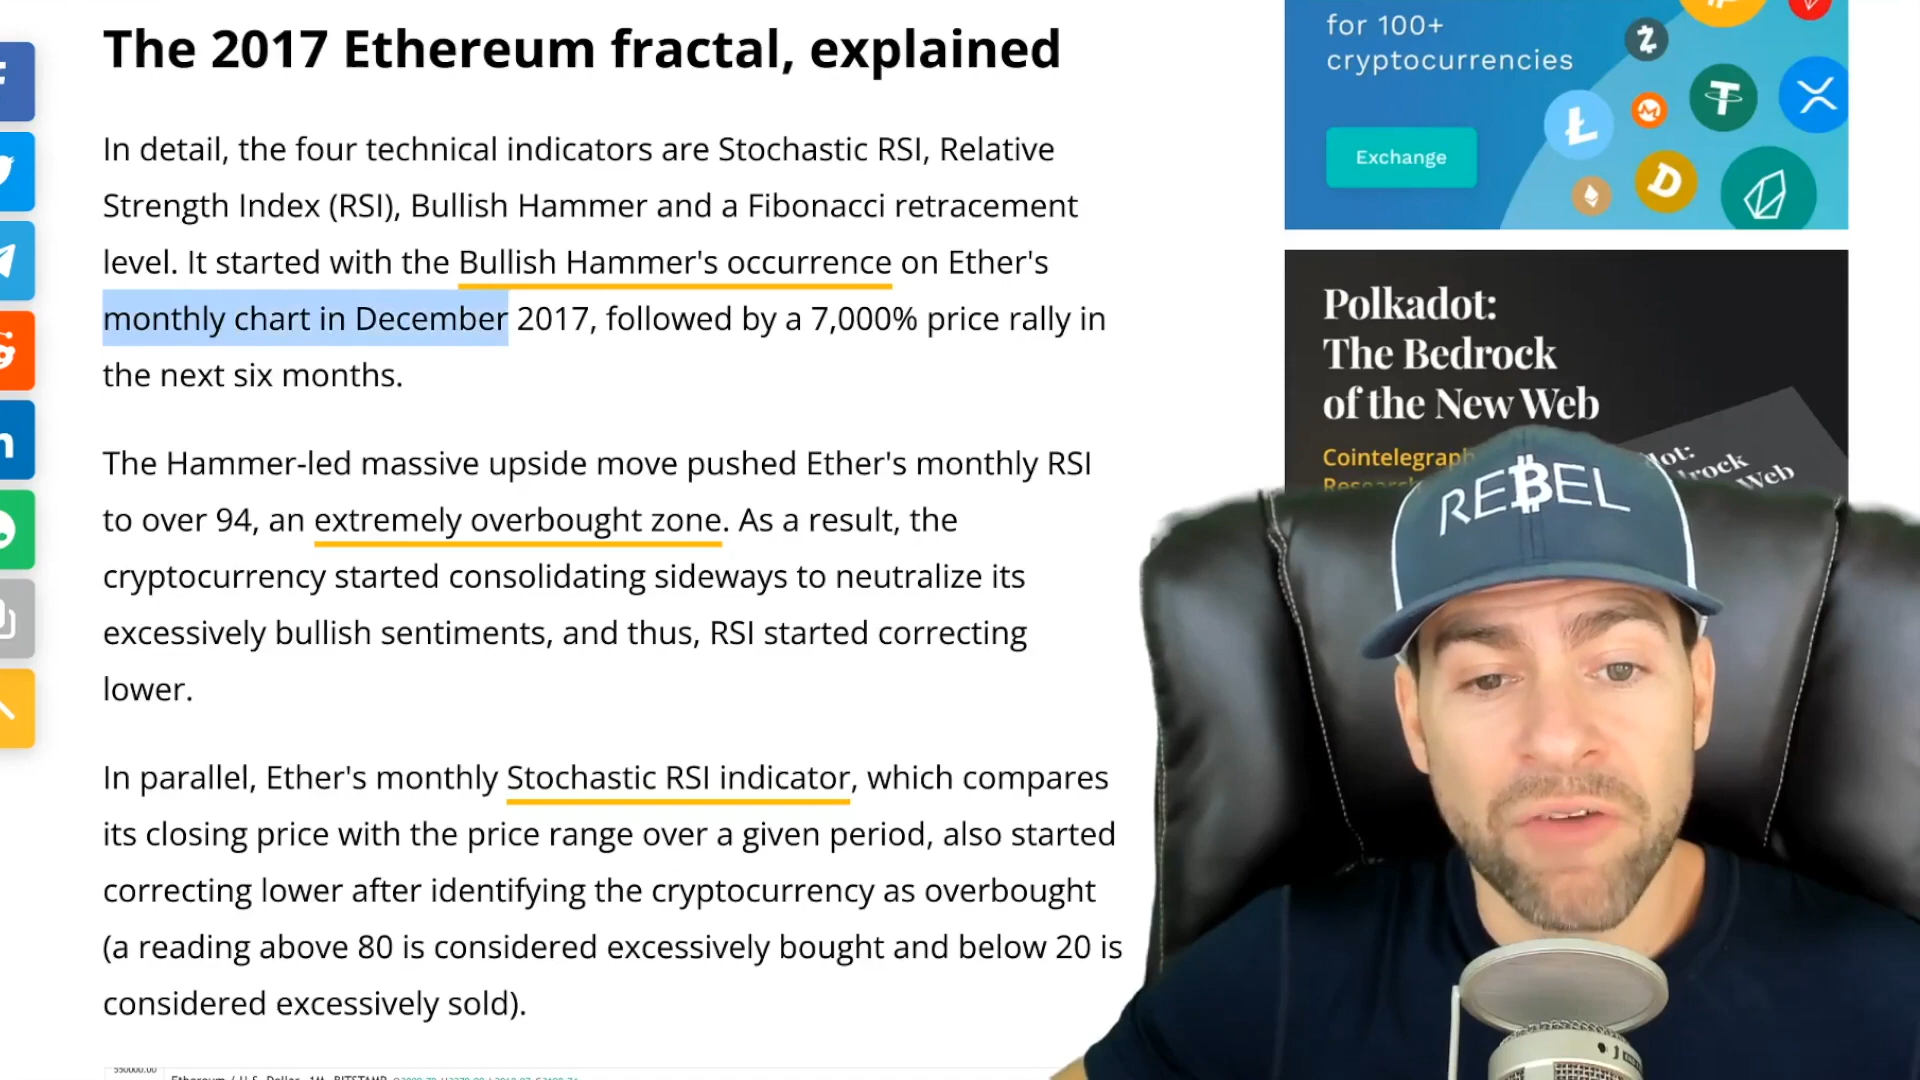 The 2017 Ethereum fractal, explained
In detail, the four technical indicators are Stochastic RSI, Relative
Strength Index (RSI), Bullish Hammer and a Fibonacci retracement
level. It started with the Bullish Hammer's occurrence on Ether's
monthly chart in December 2017, followed by a 7,000% price rally in
the next six months.
The Hammer-led massive upside move pushed Ether's monthly RSI
to over 94, an extremely overbought zone. As a result, the
cryptocurrency started consolidating sideways to neutralize its
excessively bullish sentiments, and thus, RSI started correcting
lower.
In parallel, Ether's monthly Stochastic RSI indicator, which compares
its closing price with the price range over a given period, also started
correcting lower after identifying the cryptocurrency as overbought
(a reading above 80 is considered excessively bought and below 20 is
considered excessively sold).
for 100+
cryptocurrencies
Exchange
Polkadot:
The Bedrock
of the New Web
Cointelegraph
Research
REBEL